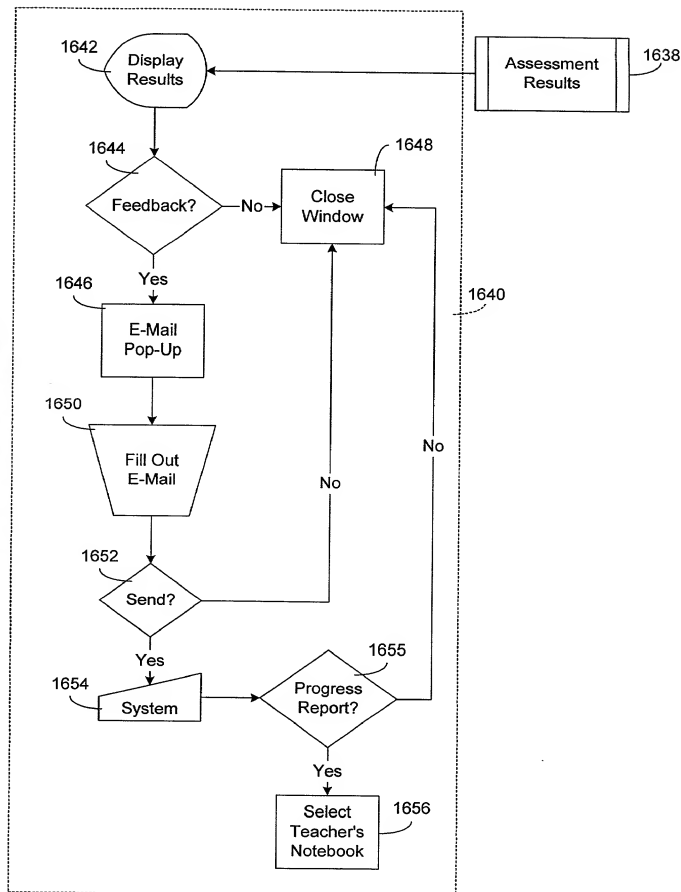 1642
Display
Results
Assessment
Results
1638
1644
1648
Feedback?
No
Close
Window
Yes
1646
1640
E-Mail
Pop-Up
1650
Fill Out
E-Mail
No
No
1652
Send?
Yes
1655
1654
System
Progress
Report?
Yes
Select
Teacher's
Notebook
1656